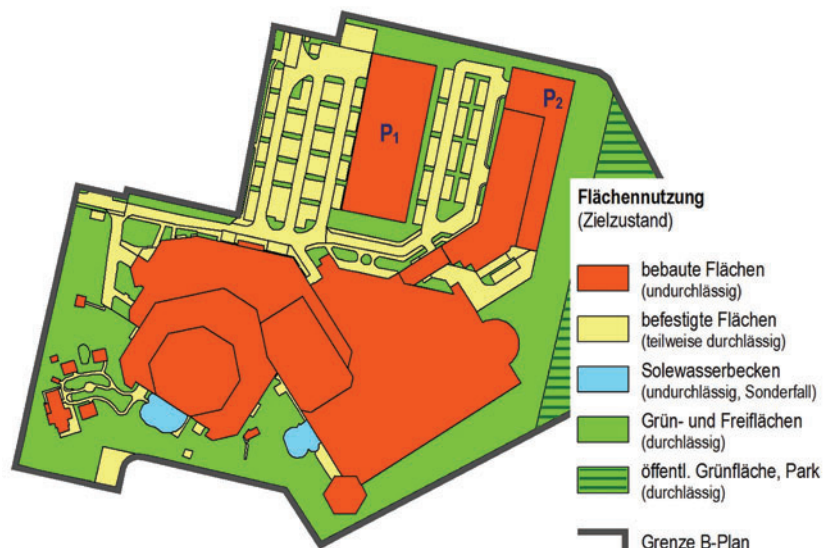 P1
P2
Flächennutzung
(Zielzustand)
bebaute Flächen
(undurchlässig)
befestigte Flächen
(teilweise durchlässig)
Solewasserbecken
(undurchlässig, Sonderfall)
Grün- und Freiflächen
(durchlässig)
öffentl. Grünfläche, Park
(durchlässig)
Grenze B-Plan